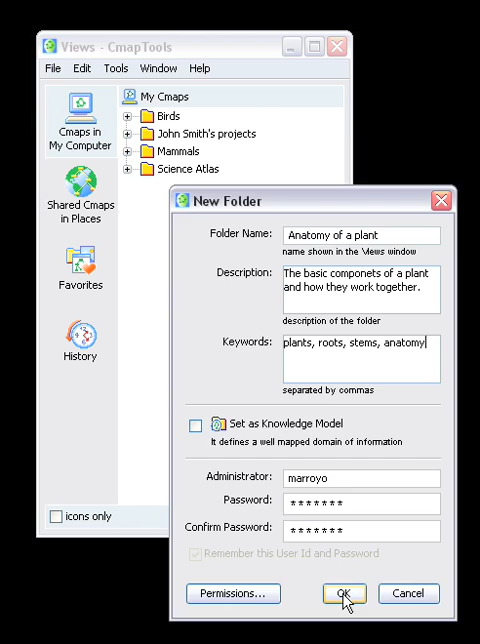 Views - CmapTools
File Edit Tools Window Help
My Cmaps
Birds
John Smith's projects
Mammals
Science Atlas
Cmaps in
My Computer
Shared Cmaps
in Places
Favorites
History
icons only
New Folder
Folder Name: Anatomy of a plant
name shown in the Views window
Description: The basic componets of a plant
and how they work together.
description of the folder
Keywords: plants, roots, stems, anatomy
separated by commas
Set as Knowledge Model
It defines a well mapped domain of information
Administrator: marroyo
Password: *******
Confirm Password: *******
Remember this User Id and Password
Permissions... OK Cancel